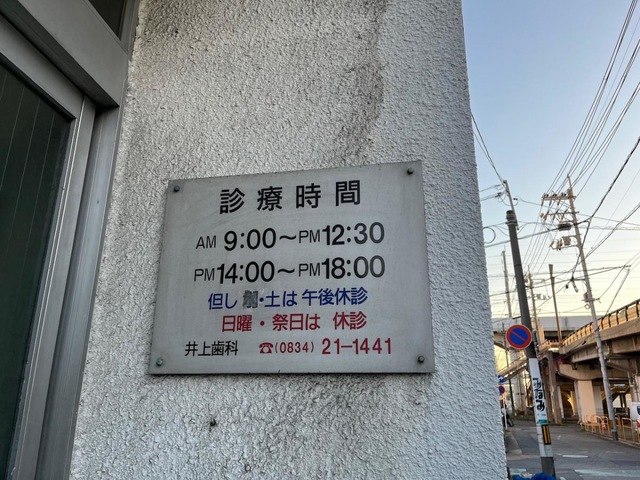 診療時間
AM 9:00〜PM12:30
PM14:00〜PM18:00
但し ・土は 午後休診
日曜・祭日は 休診
井上歯科 ☎(0834) 21-1441